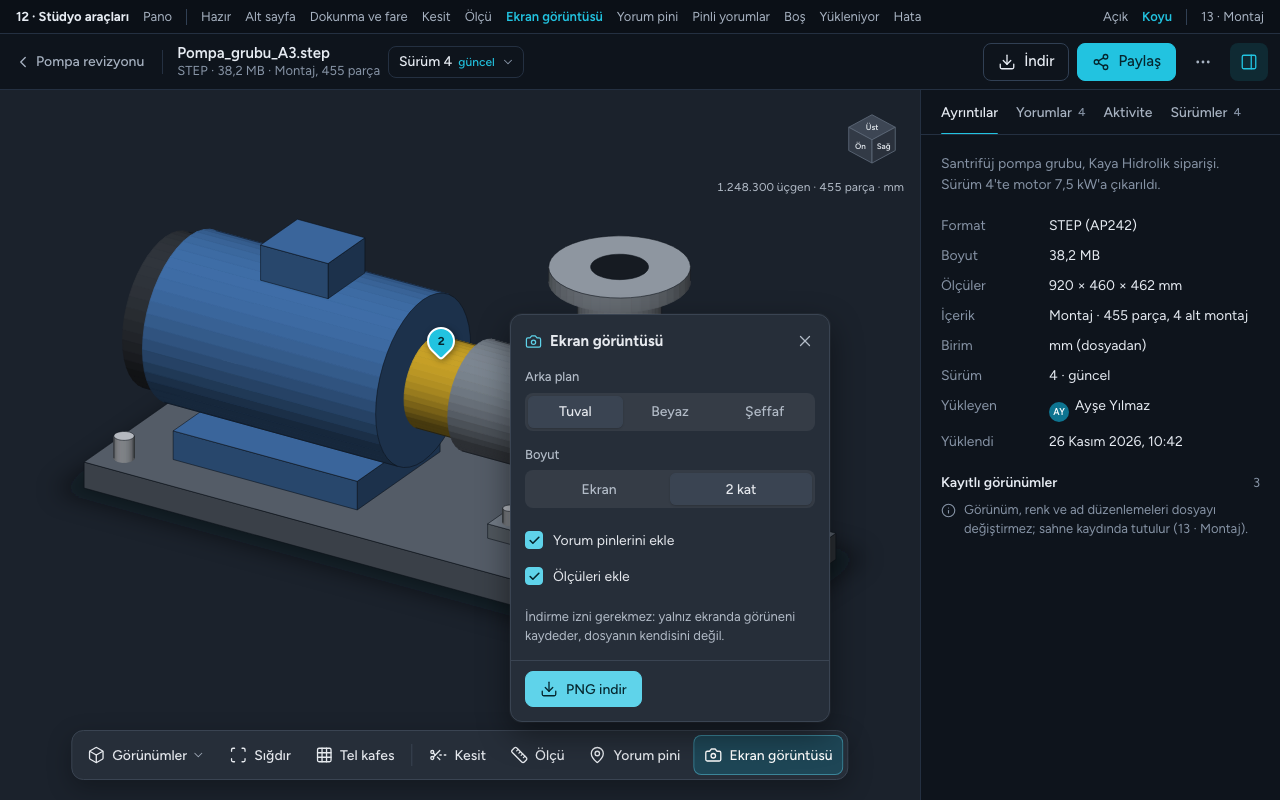 12 · Stüdyo araçları Pano Hazır Alt sayfa Dokunma ve fare Kesit Ölçü Ekran görüntüsü Yorum pini Pinli yorumlar Boş Yükleniyor Hata Açık Koyu 13 · Montaj
Pompa revizyonu
Pompa_grubu_A3.step
STEP · 38,2 MB · Montaj, 455 parça
Sürüm 4 güncel
İndir
Paylaş
Üst
Ön
Sağ
1.248.300 üçgen · 455 parça · mm
2
Ekran görüntüsü
Arka plan
Tuval Beyaz Şeffaf
Boyut
Ekran 2 kat
Yorum pinlerini ekle
Ölçüleri ekle
İndirme izni gerekmez: yalnız ekranda görüneni
kaydeder, dosyanın kendisini değil.
PNG indir
Görünümler Sığdır Tel kafes Kesit Ölçü Yorum pini Ekran görüntüsü
Ayrıntılar Yorumlar 4 Aktivite Sürümler 4
Santrifüj pompa grubu, Kaya Hidrolik siparişi.
Sürüm 4'te motor 7,5 kW'a çıkarıldı.
Format STEP (AP242)
Boyut 38,2 MB
Ölçüler 920 × 460 × 462 mm
İçerik Montaj · 455 parça, 4 alt montaj
Birim mm (dosyadan)
Sürüm 4 · güncel
Yükleyen AY Ayşe Yılmaz
Yüklendi 26 Kasım 2026, 10:42
Kayıtlı görünümler 3
Görünüm, renk ve ad düzenlemeleri dosyayı
değiştirmez; sahne kaydında tutulur (13 · Montaj).